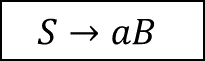 S → aB